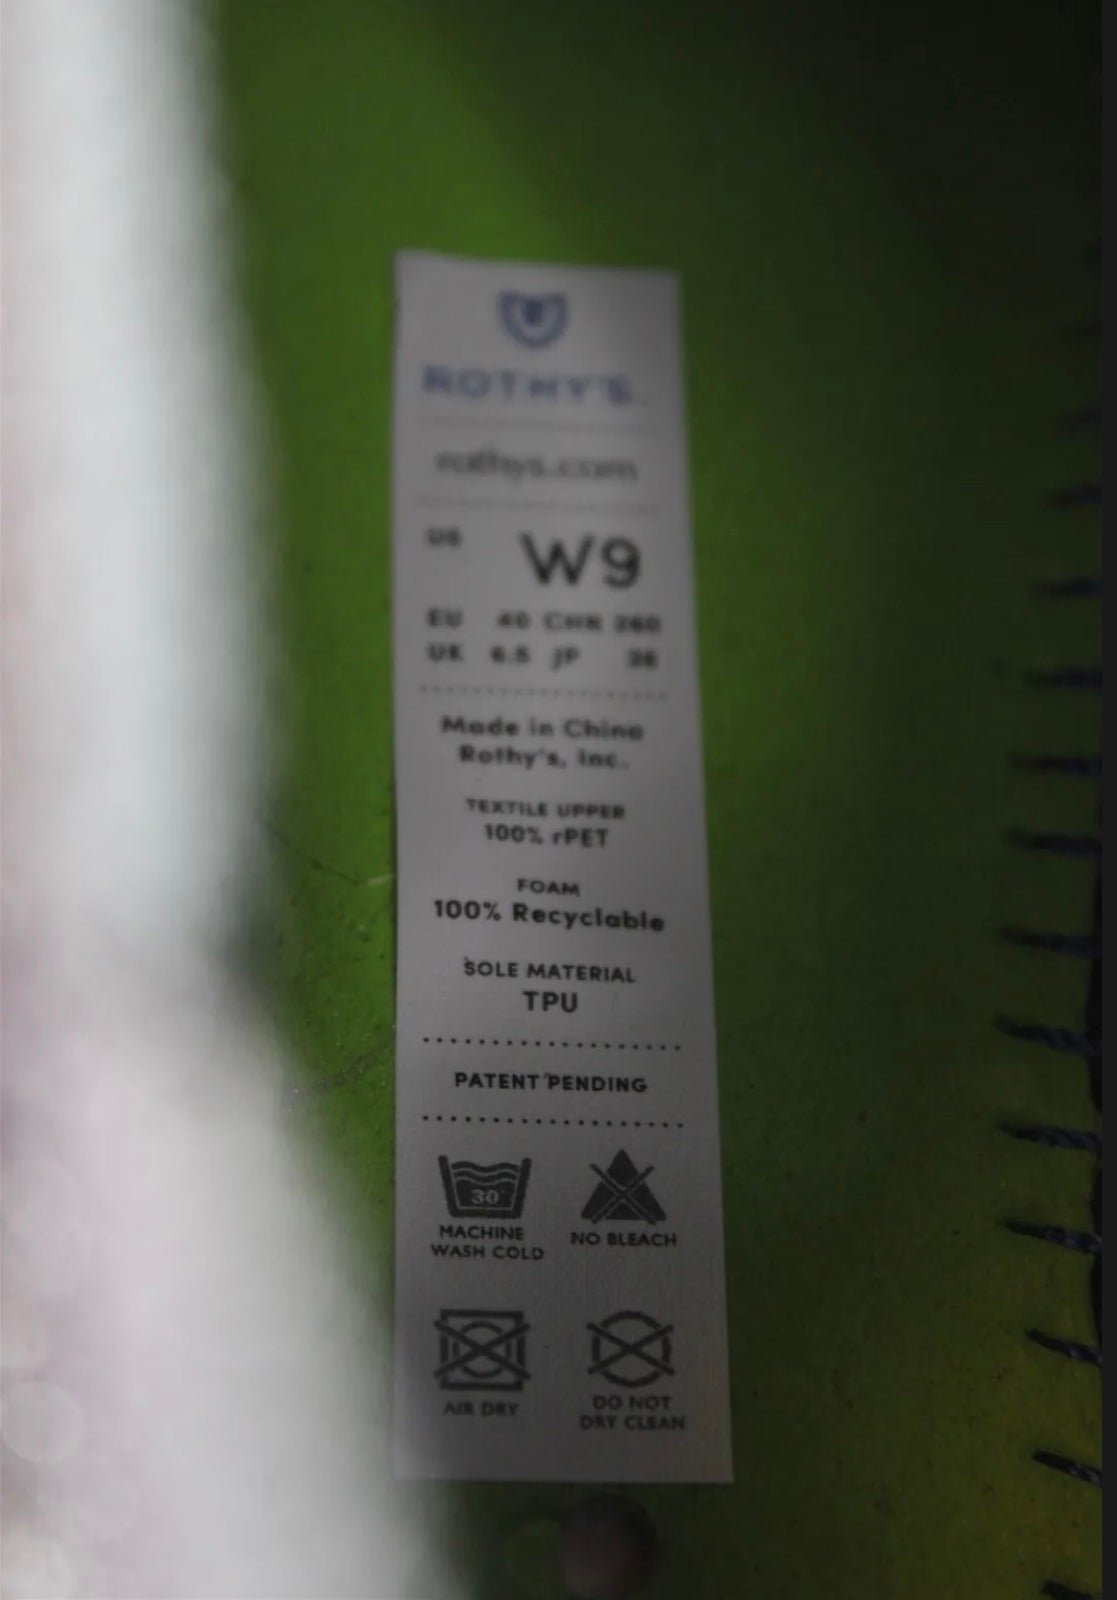 ROTHY'S
rothys.com
US W9
EU 40 CHN 260
UK 6.5 JP 26
Made in China
Rothy's, Inc.
TEXTILE UPPER
100% rPET
FOAM
100% Recyclable
SOLE MATERIAL
TPU
PATENT PENDING
30°
MACHINE
WASH COLD
NO BLEACH
AIR DRY
DO NOT
DRY CLEAN